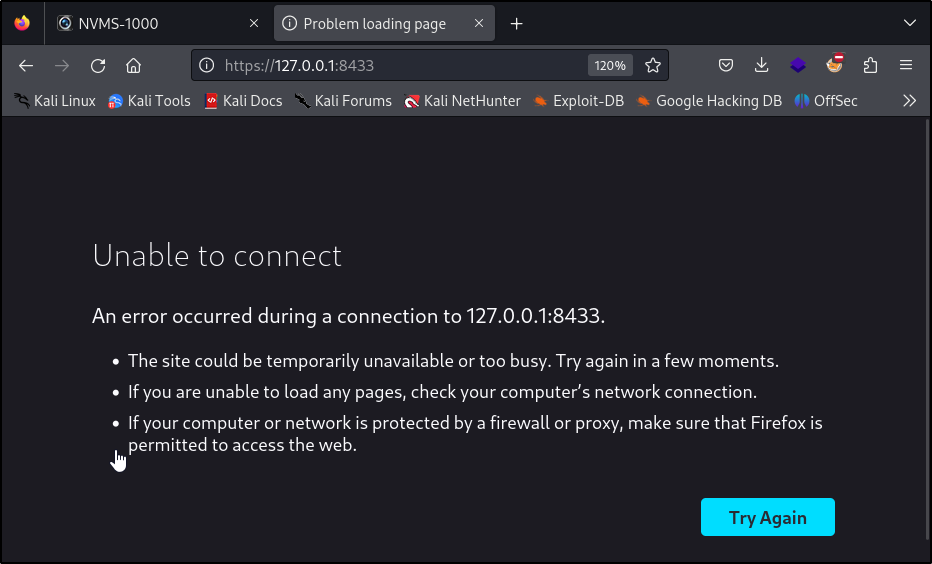 NVMS-1000
Problem loading page
https://127.0.0.1:8433
120%
Kali Linux Kali Tools Kali Docs Kali Forums Kali NetHunter Exploit-DB Google Hacking DB OffSec
Unable to connect
An error occurred during a connection to 127.0.0.1:8433.
• The site could be temporarily unavailable or too busy. Try again in a few moments.
• If you are unable to load any pages, check your computer’s network connection.
• If your computer or network is protected by a firewall or proxy, make sure that Firefox is
permitted to access the web.
Try Again